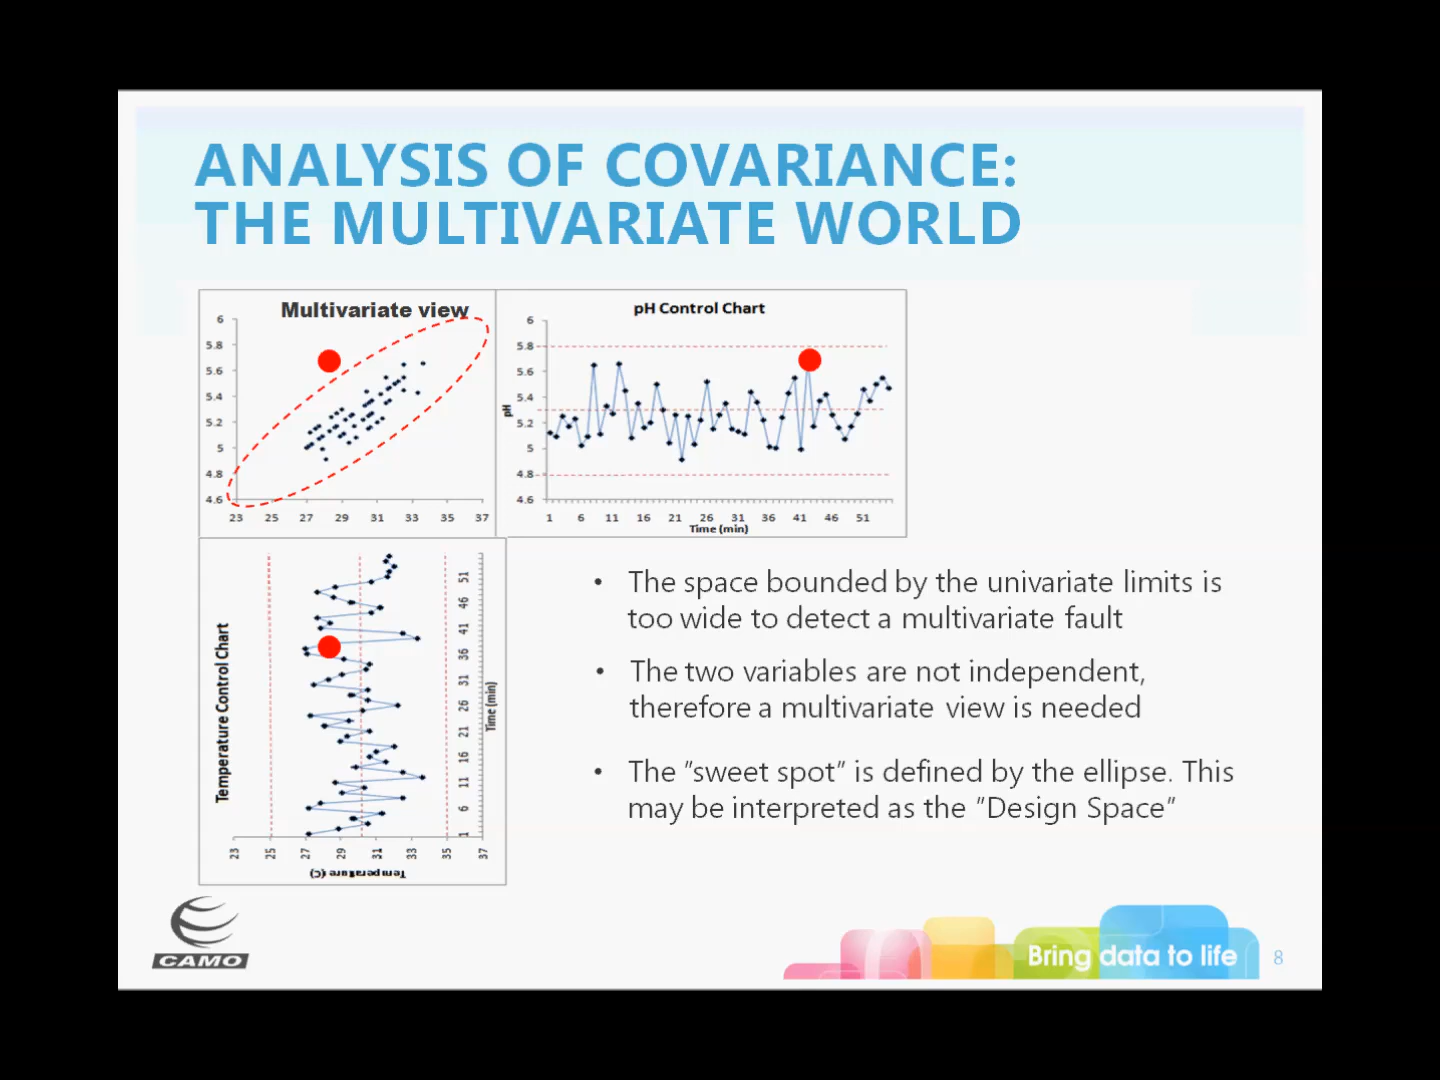 ANALYSIS OF COVARIANCE:
THE MULTIVARIATE WORLD
Multivariate view
6
5.8
5.6
5.4
5.2
5
4.8
4.6
23 25 27 29 31 33 35 37
pH Control Chart
pH
6
5.8
5.6
5.4
5.2
5
4.8
4.6
1 6 11 16 21 26 31 36 41 46 51
Time (min)
Temperature Control Chart
1 6 11 16 21 26 31 36 41 46 51
Time (min)
23 25 27 29 31 33 35 37
Temperature (C)
• The space bounded by the univariate limits is
too wide to detect a multivariate fault
• The two variables are not independent,
therefore a multivariate view is needed
• The "sweet spot" is defined by the ellipse. This
may be interpreted as the "Design Space"
CAMO
Bring data to life
8